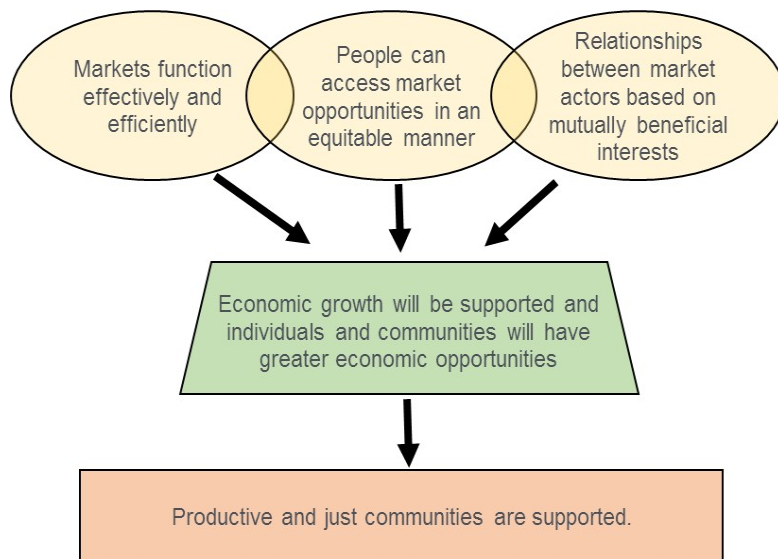 Markets function
effectively and
efficiently
People can
access market
opportunities in an
equitable manner
Relationships
between market
actors based on
mutually beneficial
interests
Economic growth will be supported and
individuals and communities will have
greater economic opportunities
Productive and just communities are supported.